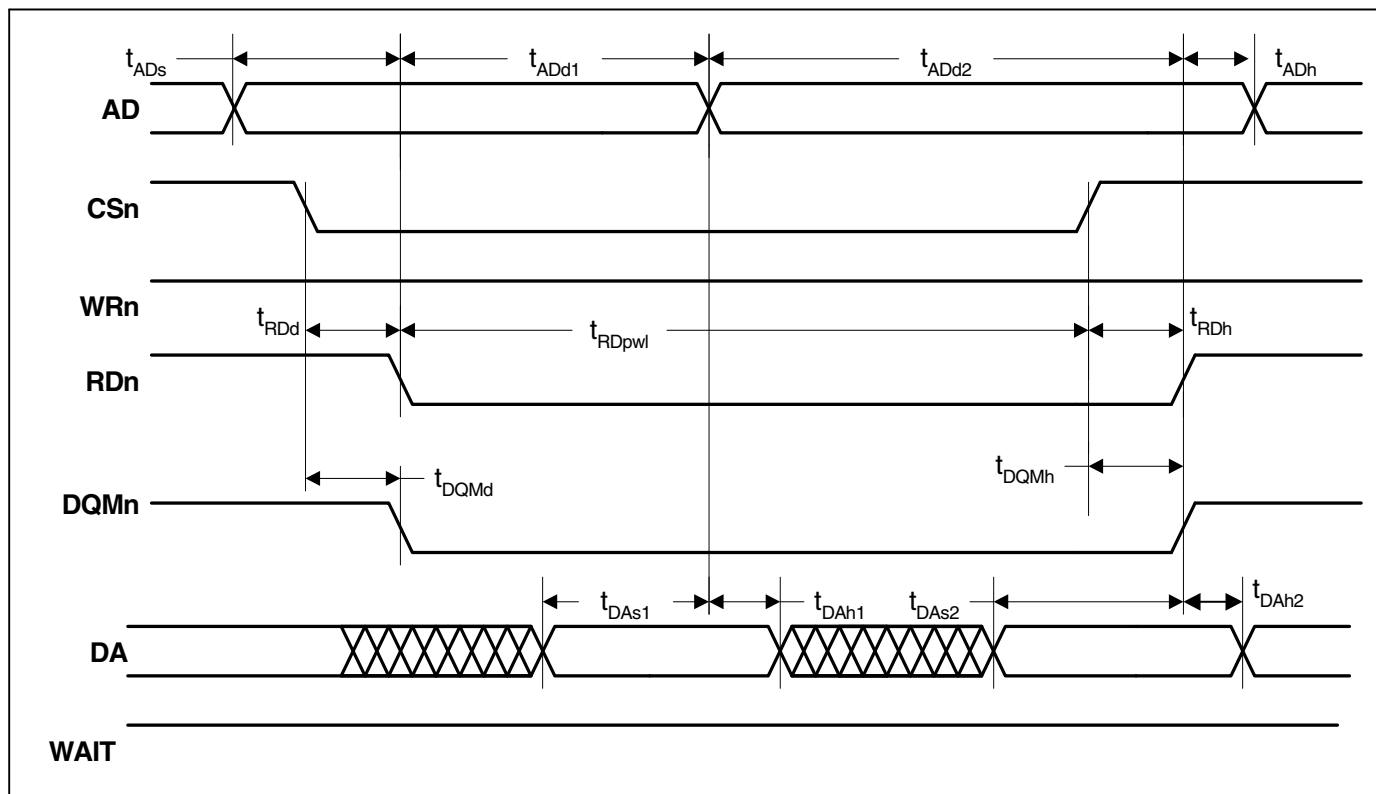 tADs tADd1 tADd2 tADh
AD
CSn
WRn
tRDd tRDpwl tRDh
RDn
tDQMd tDQMh
DQMn
tDAs1 tDAh1 tDAs2 tDAh2
DA
WAIT